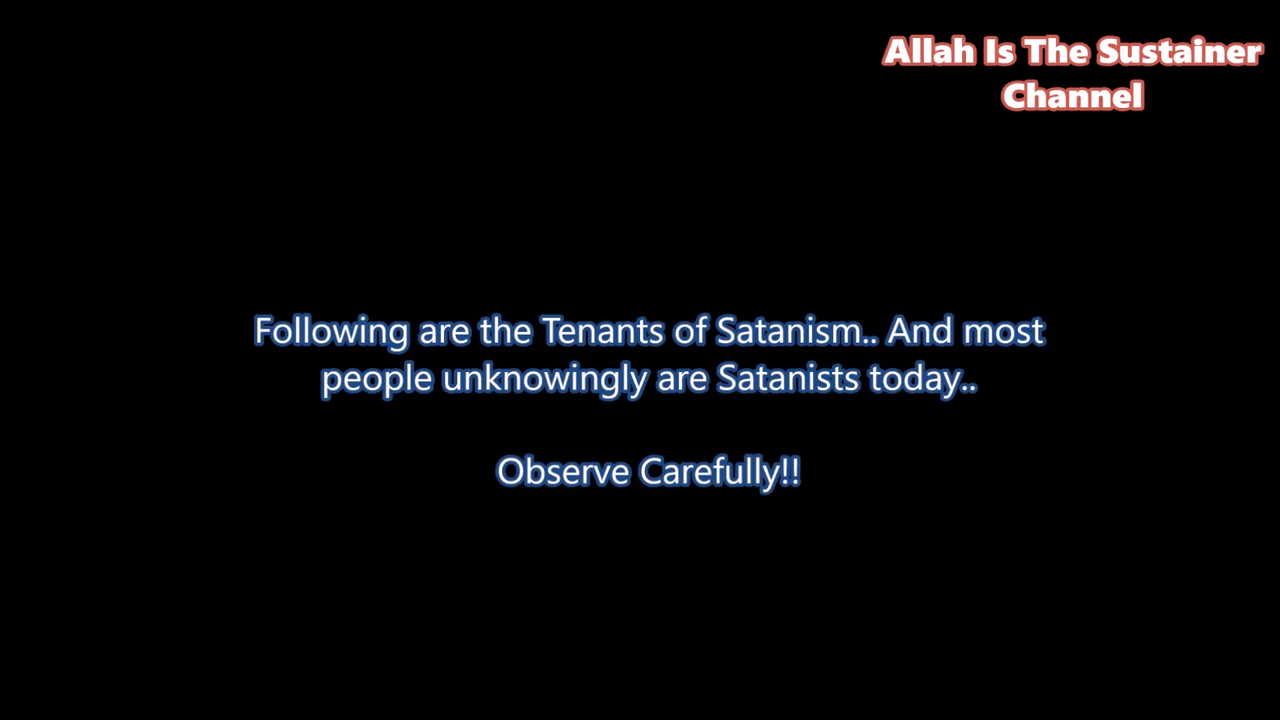 Allah Is The Sustainer
Channel
Following are the Tenants of Satanism.. And most
people unknowingly are Satanists today..
Observe Carefully!!